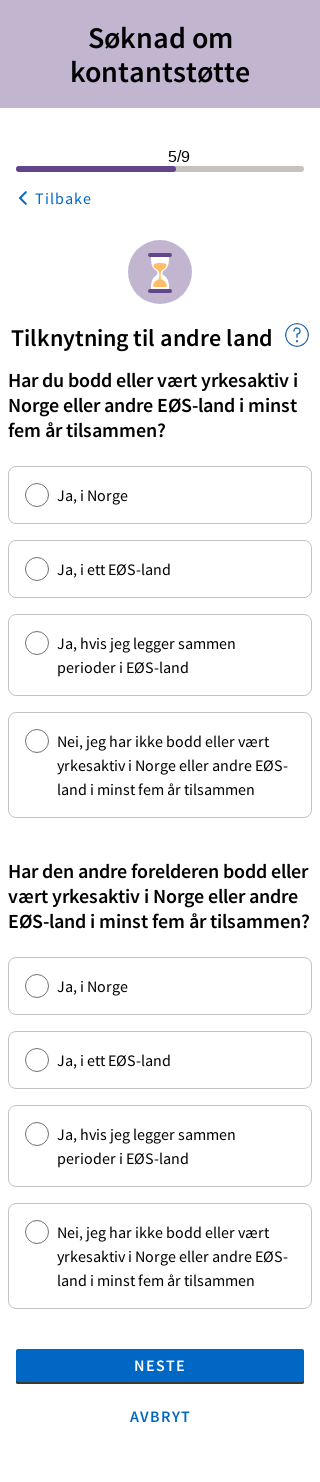 Søknad om
kontantstøtte
5/9
Tilbake
Tilknytning til andre land
?
Har du bodd eller vært yrkesaktiv i
Norge eller andre EØS-land i minst
fem år tilsammen?
Ja, i Norge
Ja, i ett EØS-land
Ja, hvis jeg legger sammen
perioder i EØS-land
Nei, jeg har ikke bodd eller vært
yrkesaktiv i Norge eller andre EØS-
land i minst fem år tilsammen
Har den andre forelderen bodd eller
vært yrkesaktiv i Norge eller andre
EØS-land i minst fem år tilsammen?
Ja, i Norge
Ja, i ett EØS-land
Ja, hvis jeg legger sammen
perioder i EØS-land
Nei, jeg har ikke bodd eller vært
yrkesaktiv i Norge eller andre EØS-
land i minst fem år tilsammen
NESTE
AVBRYT